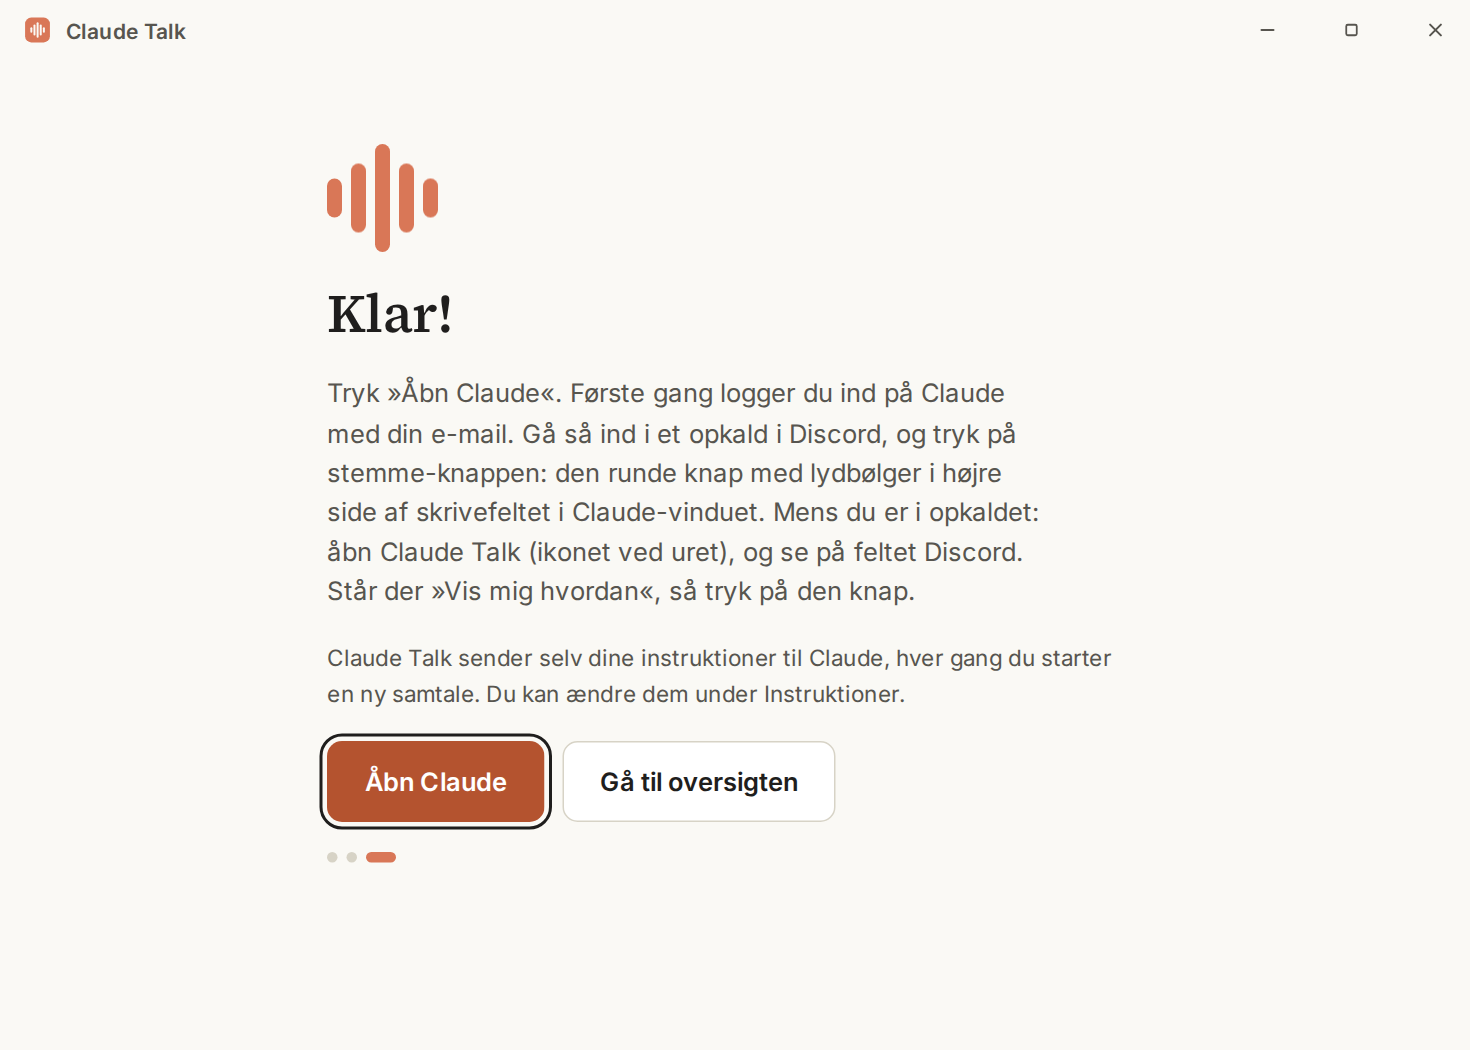 Claude Talk
Klar!
Tryk »Åbn Claude«. Første gang logger du ind på Claude
med din e-mail. Gå så ind i et opkald i Discord, og tryk på
stemme-knappen: den runde knap med lydbølger i højre
side af skrivefeltet i Claude-vinduet. Mens du er i opkaldet:
åbn Claude Talk (ikonet ved uret), og se på feltet Discord.
Står der »Vis mig hvordan«, så tryk på den knap.
Claude Talk sender selv dine instruktioner til Claude, hver gang du starter
en ny samtale. Du kan ændre dem under Instruktioner.
Åbn Claude
Gå til oversigten